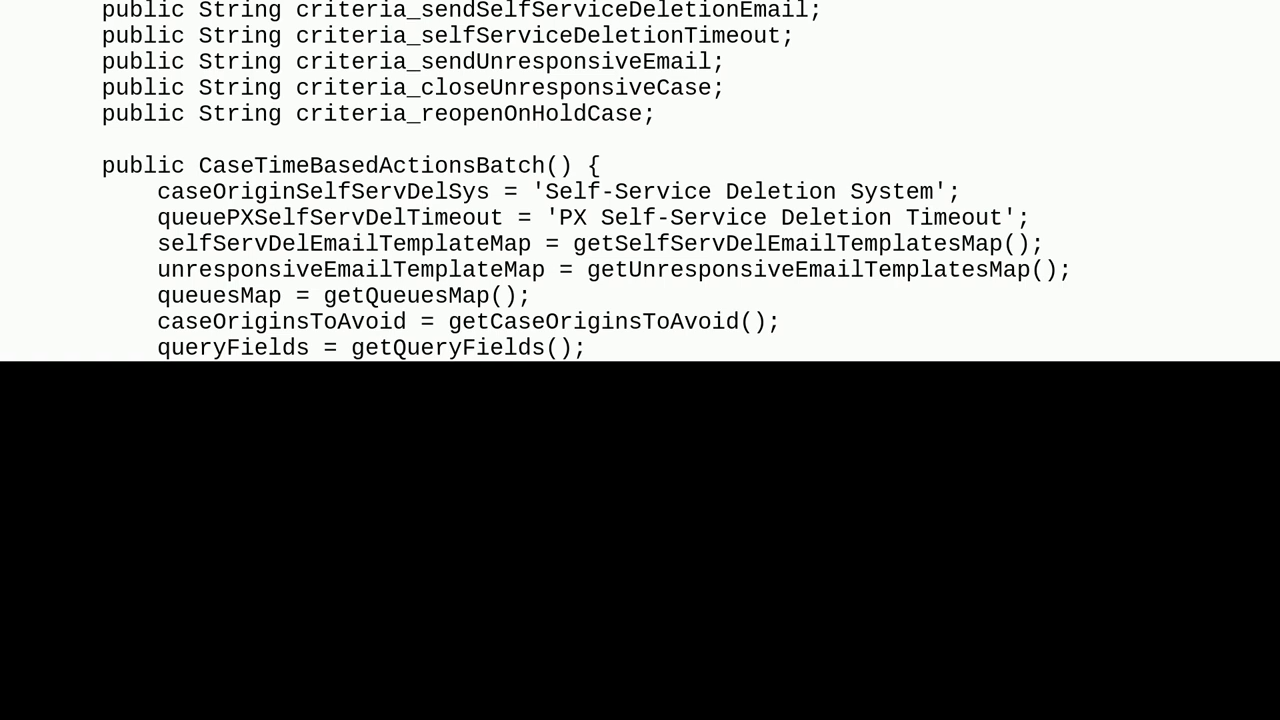 public String criteria_sendSelfServiceDeletionEmail;
public String criteria_selfServiceDeletionTimeout;
public String criteria_sendUnresponsiveEmail;
public String criteria_closeUnresponsiveCase;
public String criteria_reopenOnHoldCase;

public CaseTimeBasedActionsBatch() {
    caseOriginSelfServDelSys = 'Self-Service Deletion System';
    queuePXSelfServDelTimeout = 'PX Self-Service Deletion Timeout';
    selfServDelEmailTemplateMap = getSelfServDelEmailTemplatesMap();
    unresponsiveEmailTemplateMap = getUnresponsiveEmailTemplatesMap();
    queuesMap = getQueuesMap();
    caseOriginsToAvoid = getCaseOriginsToAvoid();
    queryFields = getQueryFields();